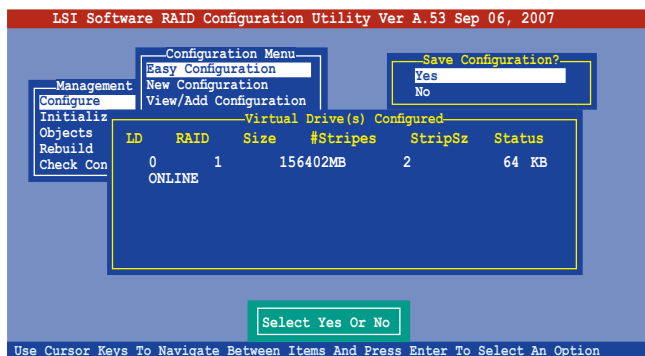 LSI Software RAID Configuration Utility Ver A.53 Sep 06, 2007
Configuration Menu
Easy Configuration
New Configuration
View/Add Configuration
Save Configuration?
Yes
No
Management
Configure
Initializ
Objects
Rebuild
Check Con
Virtual Drive(s) Configured
LD RAID Size #Stripes StripSz Status
0 1 156402MB 2 64 KB
ONLINE
Select Yes Or No
Use Cursor Keys To Navigate Between Items And Press Enter To Select An Option